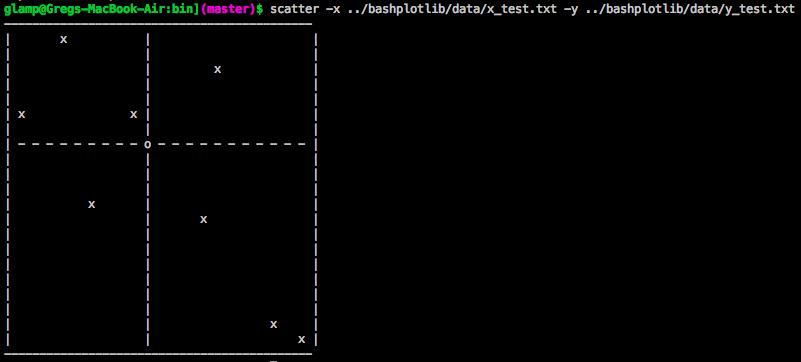 glamp@Gregs-MacBook-Air:bin](master)$ scatter -x ../bashplotlib/data/x_test.txt -y ../bashplotlib/data/y_test.txt
----------------------------------------------
|       x           |                       |
|                   |                       |
|                   |         x             |
|                   |                       |
|                   |                       |
| x               x |                       |
|                   |                       |
| - - - - - - - - - o - - - - - - - - - - - |
|                   |                       |
|                   |                       |
|                   |                       |
|           x       |                       |
|                   |       x               |
|                   |                       |
|                   |                       |
|                   |                       |
|                   |                       |
|                   |                       |
|                   |                       |
|                   |                 x     |
|                   |                     x |
----------------------------------------------